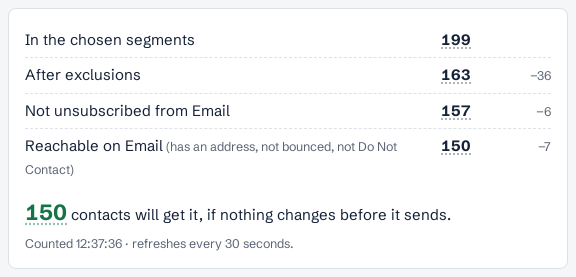 In the chosen segments 199
After exclusions 163 −36
Not unsubscribed from Email 157 −6
Reachable on Email (has an address, not bounced, not Do Not 150 −7
Contact)
150 contacts will get it, if nothing changes before it sends.
Counted 12:37:36 · refreshes every 30 seconds.